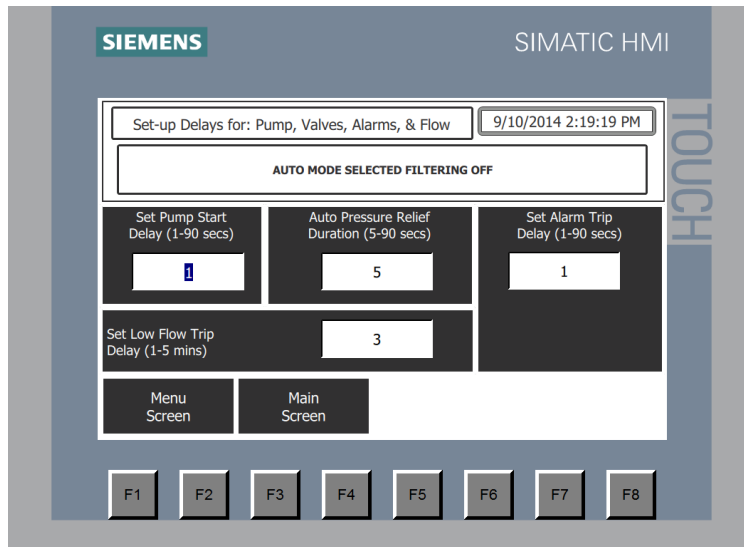 SIEMENS
SIMATIC HMI
TOUCH
Set-up Delays for: Pump, Valves, Alarms, & Flow
9/10/2014 2:19:19 PM
AUTO MODE SELECTED FILTERING OFF
Set Pump Start
Delay (1-90 secs)
1
Auto Pressure Relief
Duration (5-90 secs)
5
Set Alarm Trip
Delay (1-90 secs)
1
Set Low Flow Trip
Delay (1-5 mins)
3
Menu
Screen
Main
Screen
F1
F2
F3
F4
F5
F6
F7
F8